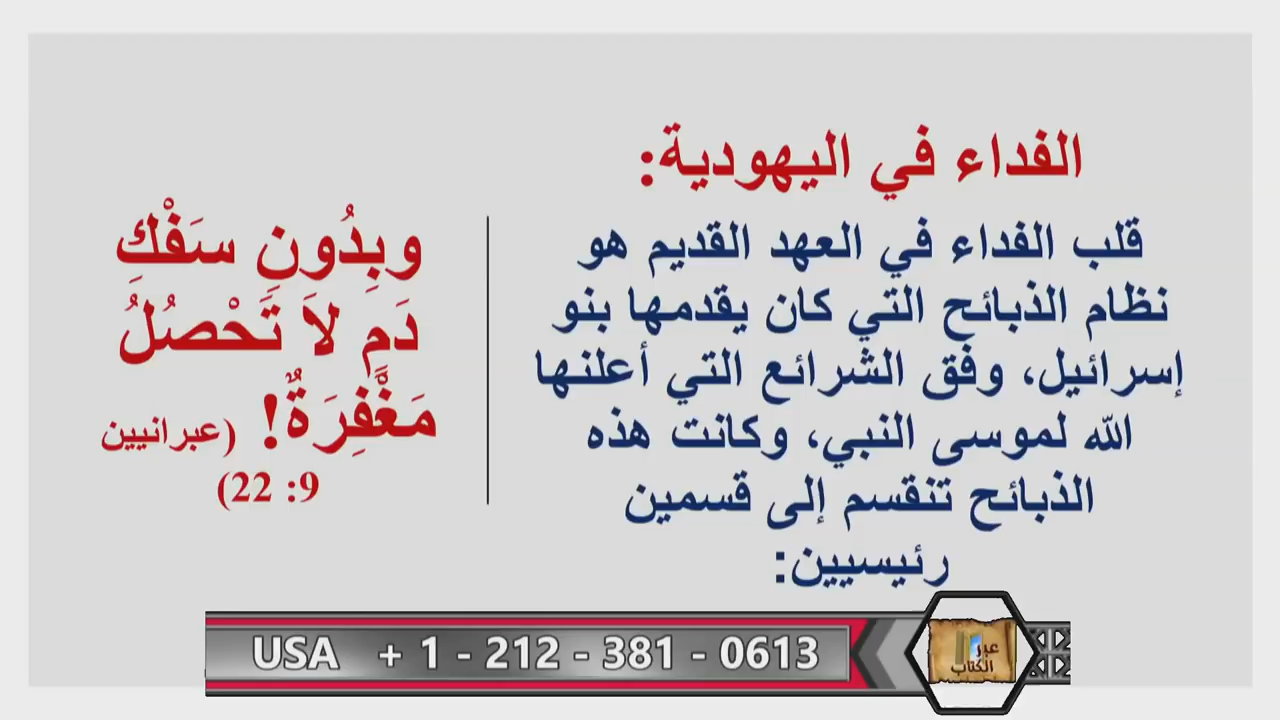 الفداء في اليهودية:
قلب الفداء في العهد القديم هو
نظام الذبائح التي كان يقدمها بنو
إسرائيل، وفق الشرائع التي أعلنها
الله لموسى النبي، وكانت هذه
الذبائح تنقسم إلى قسمين
رئيسيين:
وبِدُونِ سَفْكِ
دَمٍ لاَ تَحْصُلُ
مَغْفِرَةٌ! (عبرانيين
9: 22)
USA + 1 - 212 - 381 - 0613
عبر
الكتاب